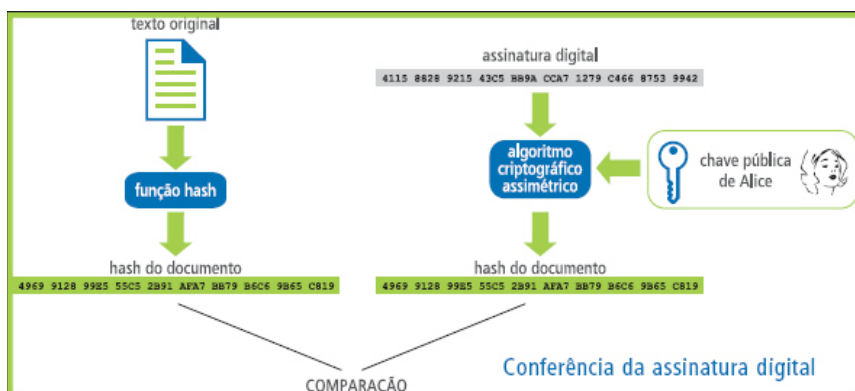 texto original
função hash
hash do documento
4969 9128 99E5 55C5 2B91 AFA7 BB79 B6C6 9B65 C819
assinatura digital
4115 8828 9215 43C5 BB9A CCA7 1279 C466 8753 9942
algoritmo
criptográfico
assimétrico
chave pública
de Alice
hash do documento
4969 9128 99E5 55C5 2B91 AFA7 BB79 B6C6 9B65 C819
COMPARAÇÃO
Conferência da assinatura digital